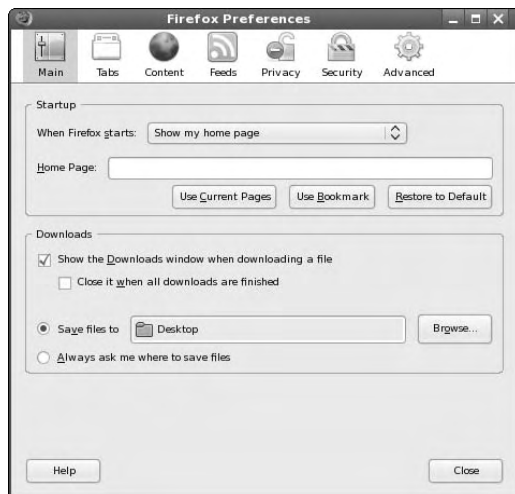 Firefox Preferences
Main Tabs Content Feeds Privacy Security Advanced
Startup
When Firefox starts: Show my home page
Home Page:
Use Current Pages Use Bookmark Restore to Default
Downloads
Show the Downloads window when downloading a file
Close it when all downloads are finished
Save files to Desktop Browse...
Always ask me where to save files
Help Close